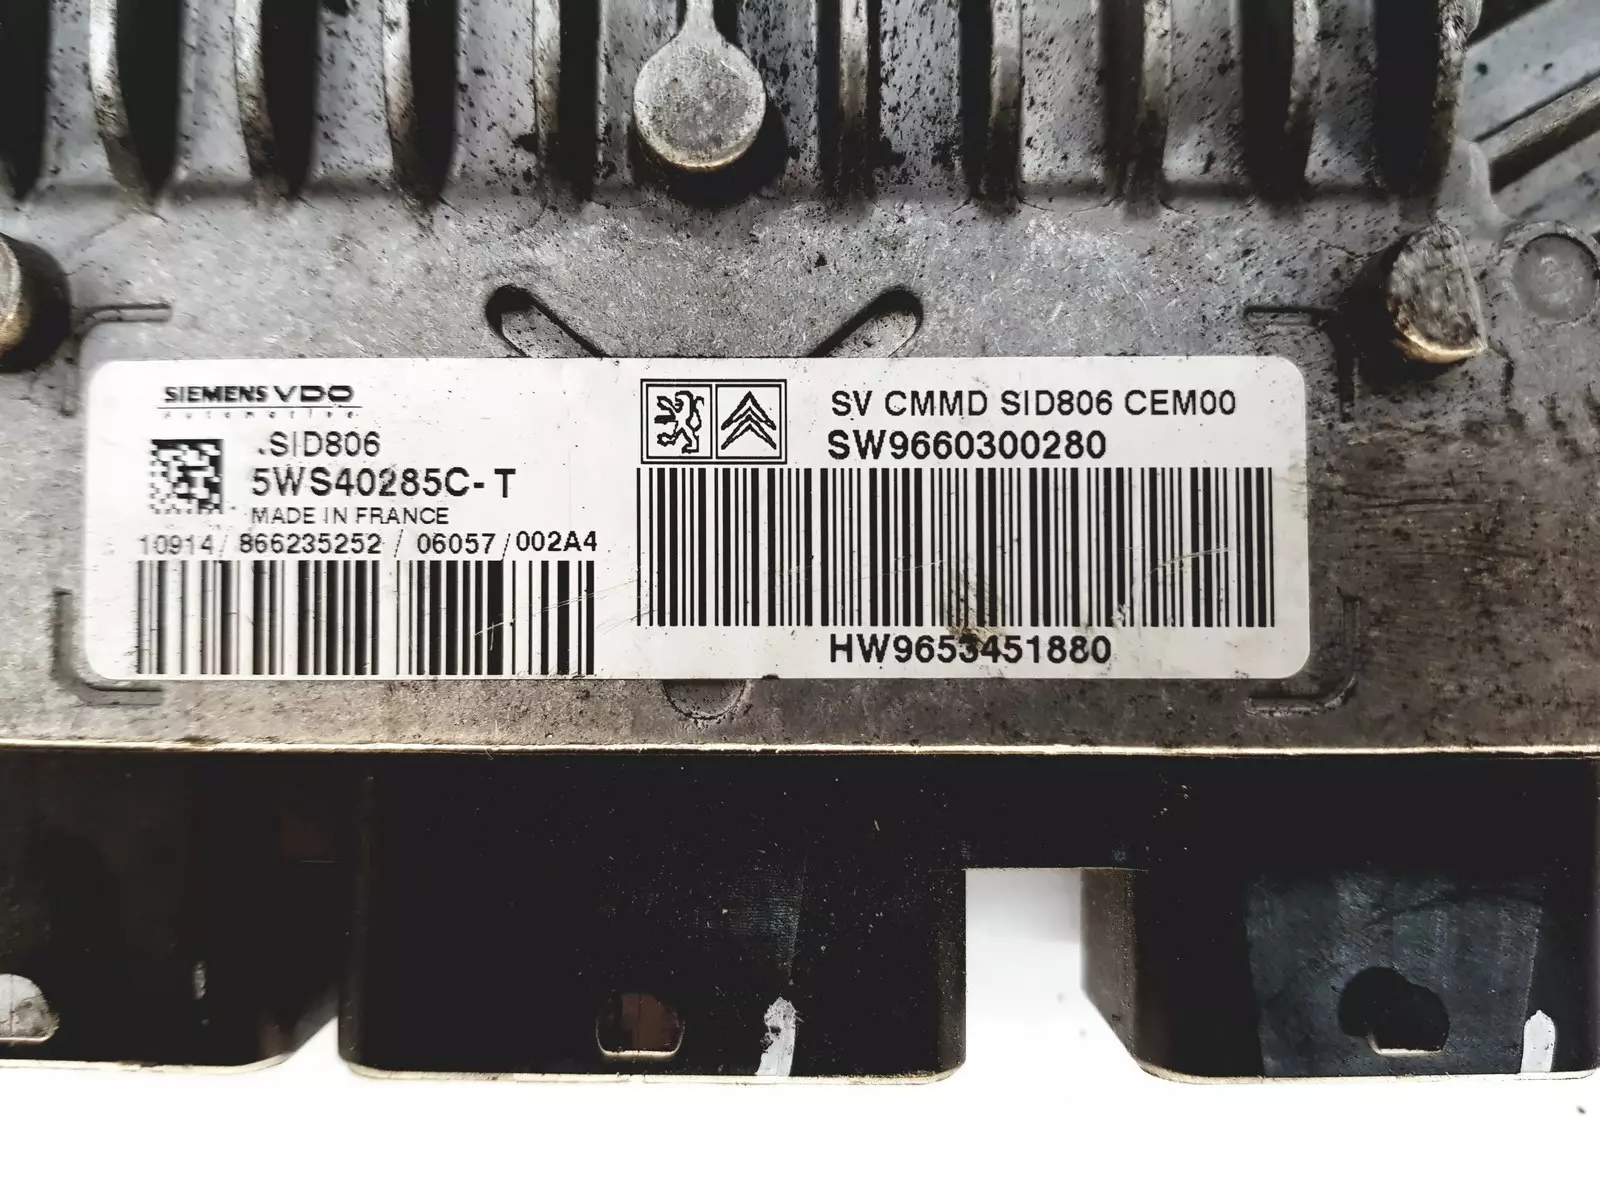 SIEMENS VDO
Automotive
SID806
5WS40285C-T
MADE IN FRANCE
10914 / 866235252 / 06057 / 002A4
SV CMMD SID806 CEM00
SW9660300280
HW9653451880